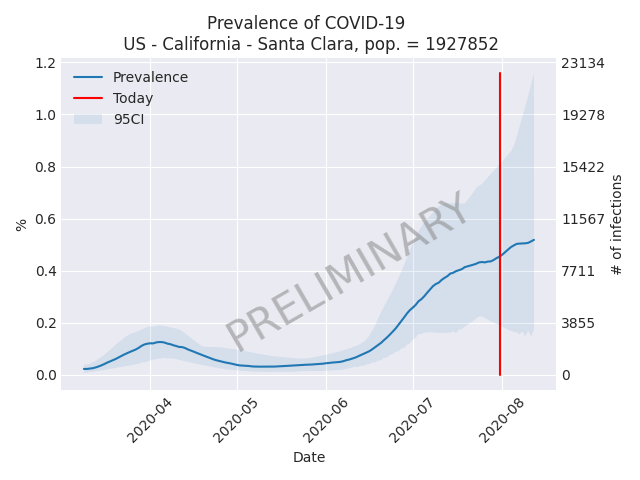 Prevalence of COVID-19
US - California - Santa Clara, pop. = 1927852
Prevalence
Today
95CI
PRELIMINARY
%
1.2
1.0
0.8
0.6
0.4
0.2
0.0
23134
19278
15422
11567
7711
3855
0
# of infections
2020-04
2020-05
2020-06
2020-07
2020-08
Date